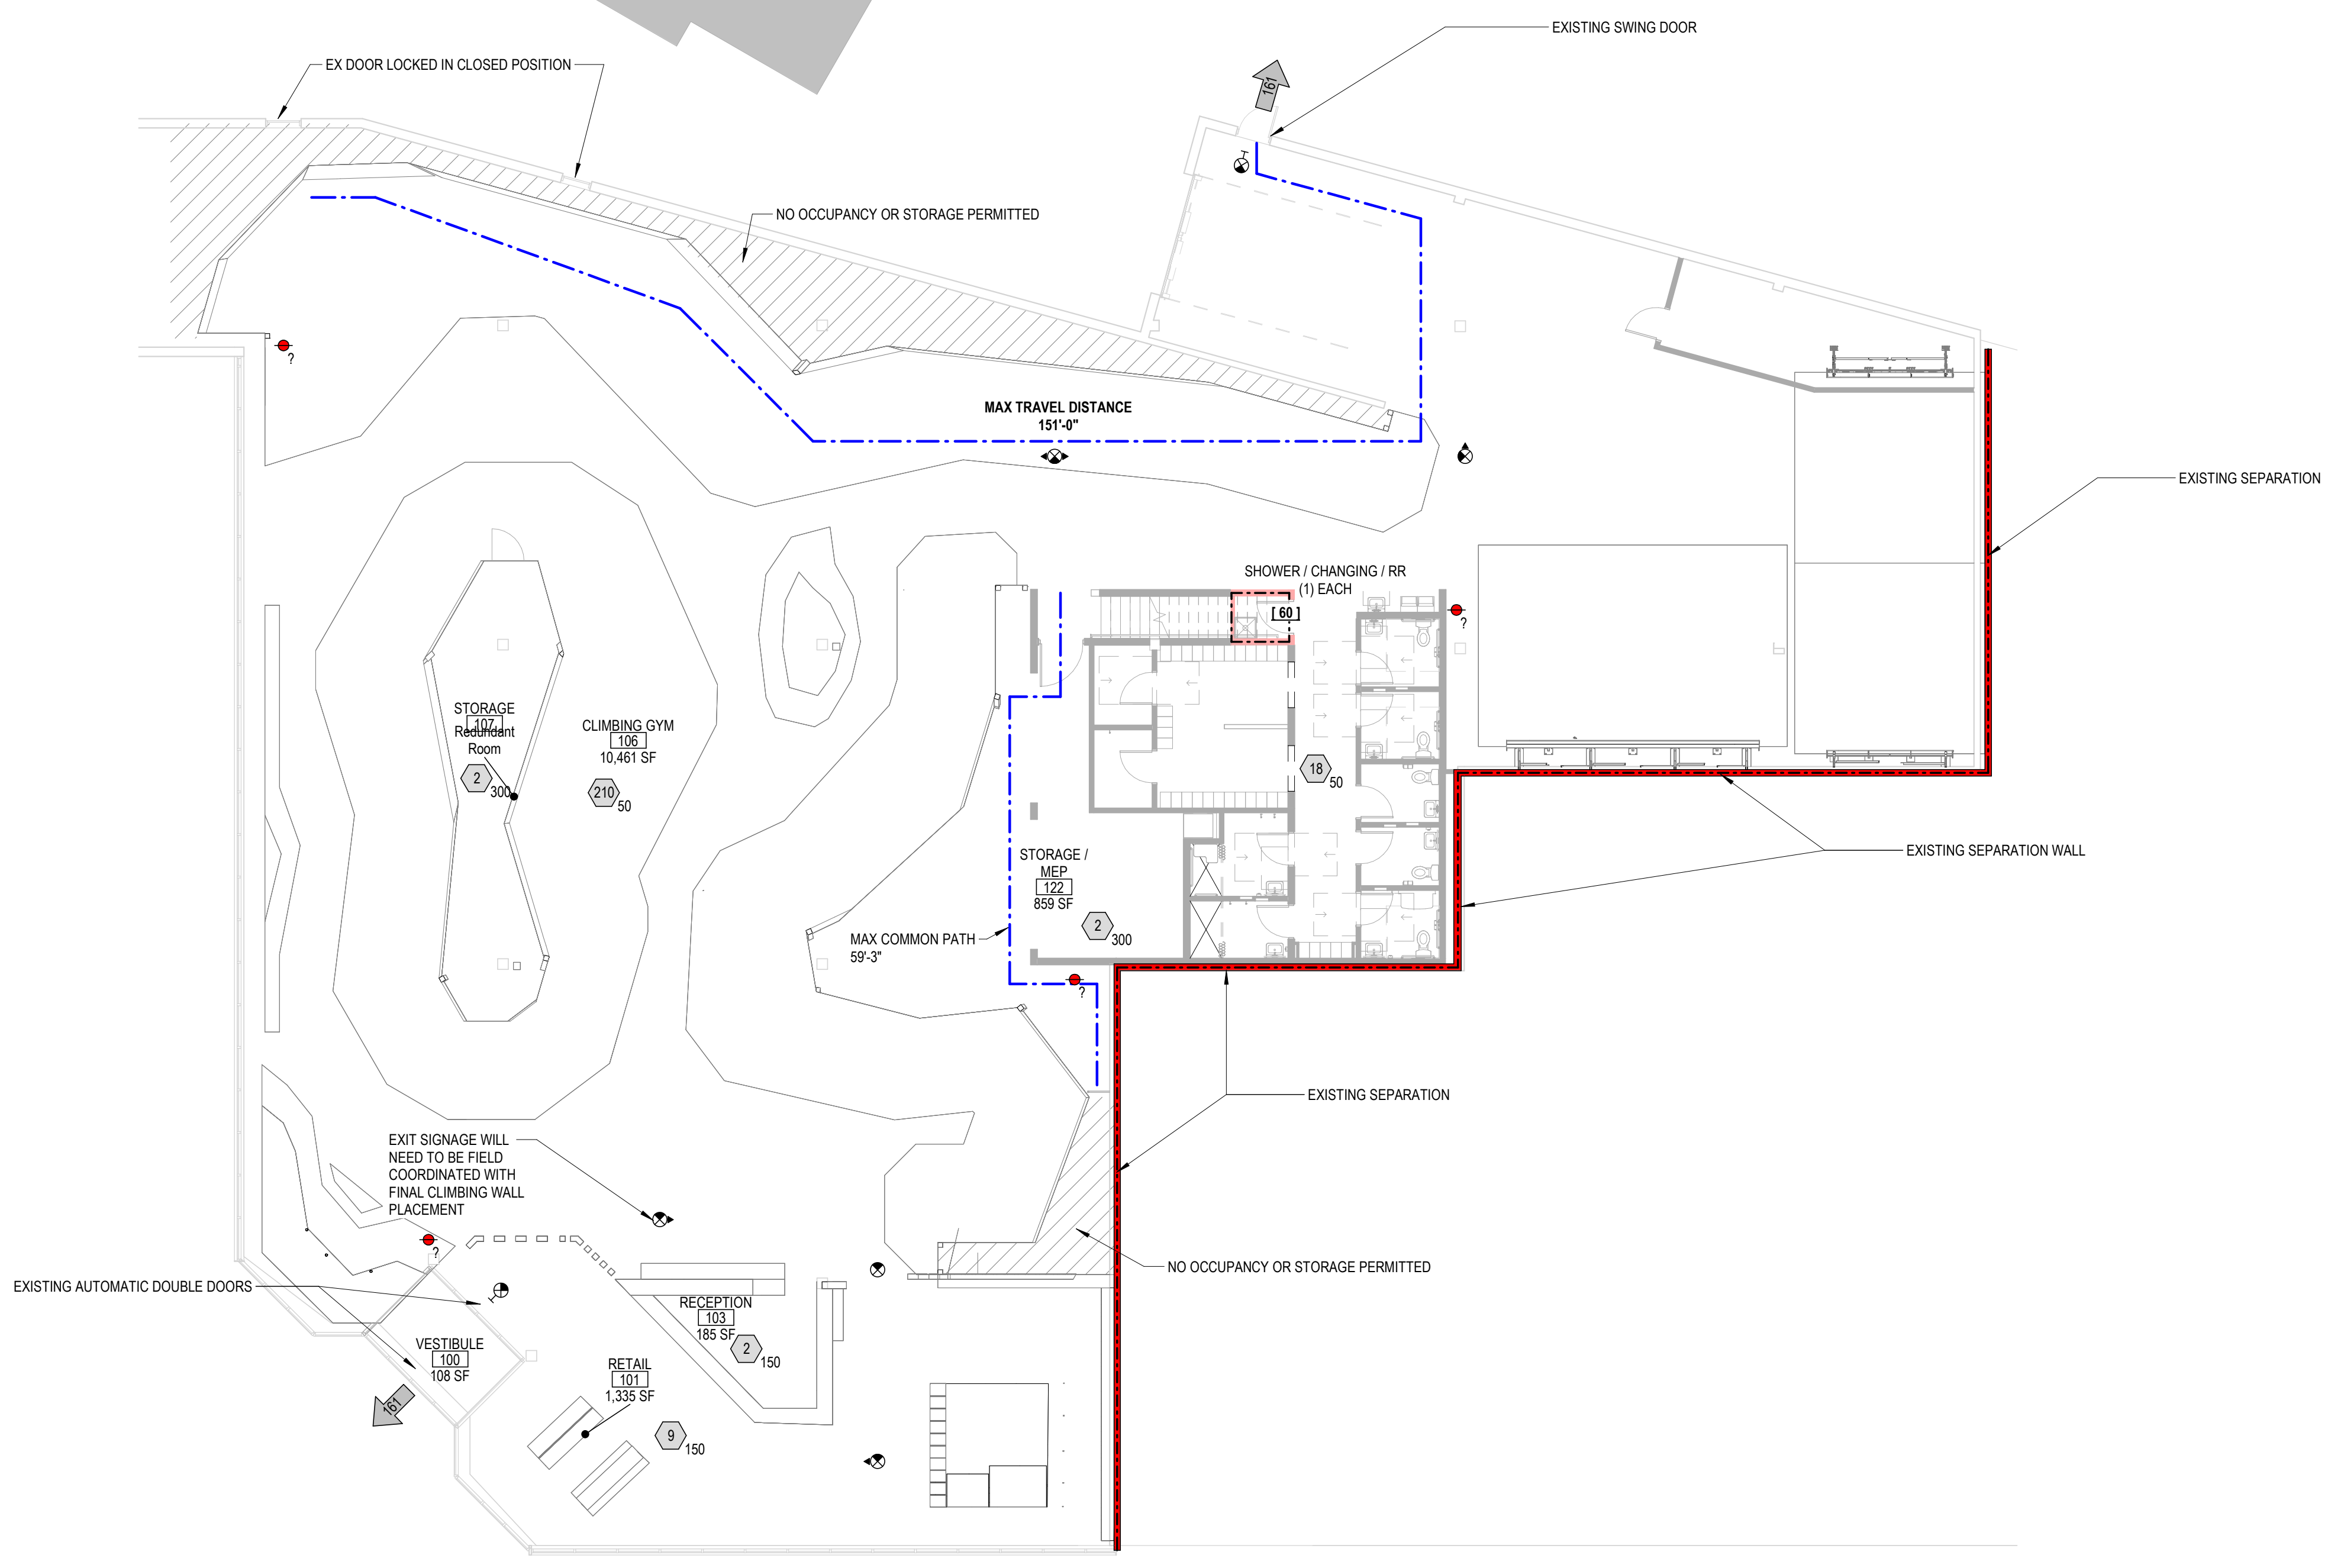 EXISTING SWING DOOR
EX DOOR LOCKED IN CLOSED POSITION
161
NO OCCUPANCY OR STORAGE PERMITTED
?
MAX TRAVEL DISTANCE
151'-0"
EXISTING SEPARATION
SHOWER / CHANGING / RR
(1) EACH
[ 60 ]
?
STORAGE
107
Redundant
Room
2
300
CLIMBING GYM
106
10,461 SF
210
50
18
50
STORAGE /
MEP
122
859 SF
2
300
EXISTING SEPARATION WALL
MAX COMMON PATH
59'-3"
?
EXISTING SEPARATION
EXIT SIGNAGE WILL
NEED TO BE FIELD
COORDINATED WITH
FINAL CLIMBING WALL
PLACEMENT
?
NO OCCUPANCY OR STORAGE PERMITTED
EXISTING AUTOMATIC DOUBLE DOORS
RECEPTION
103
185 SF
2
150
VESTIBULE
100
108 SF
RETAIL
101
1,335 SF
161
9
150